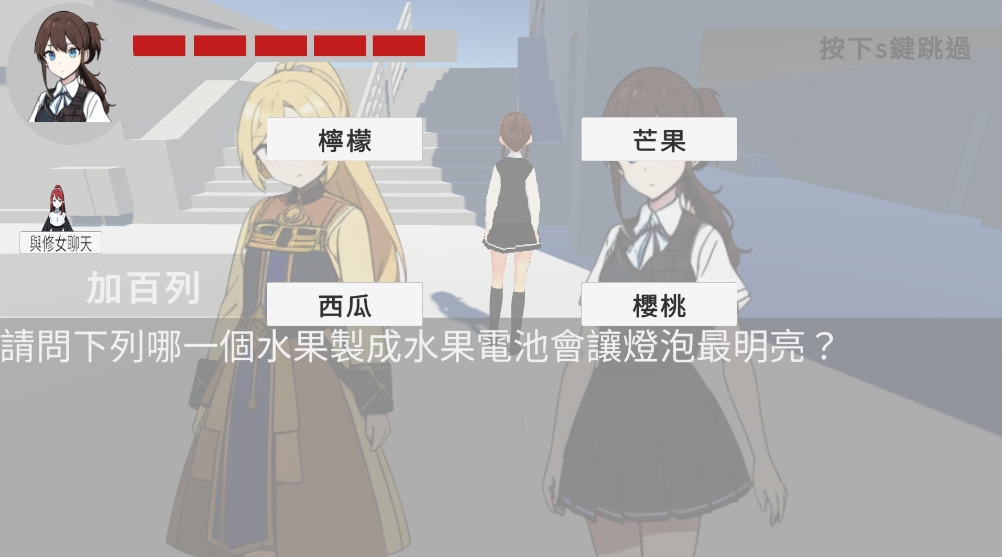 按下s鍵跳過
檸檬
芒果
與修女聊天
加百列
西瓜
櫻桃
請問下列哪一個水果製成水果電池會讓燈泡最明亮？